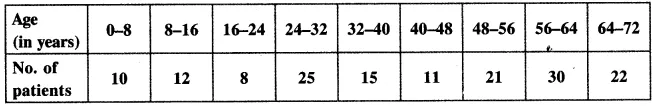 Age (in years) 0–8 8–16 16–24 24–32 32–40 40–48 48–56 56–64 64–72
No. of patients 10 12 8 25 15 11 21 30 22